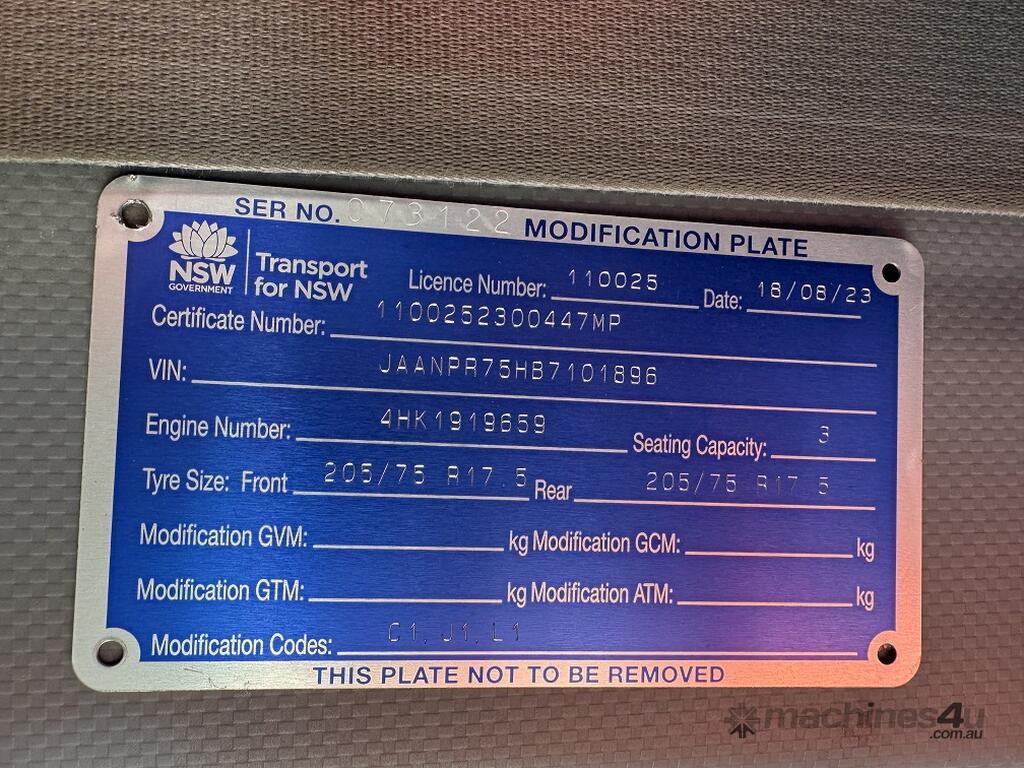 SER NO. 073122 MODIFICATION PLATE
NSW
GOVERNMENT
Transport
for NSW
Licence Number: 110025 Date: 18/08/23
Certificate Number: 1100252300447MP
VIN: JAANPR75HB7101896
Engine Number: 4HK1919659 Seating Capacity: 3
Tyre Size: Front 205/75 R17.5 Rear 205/75 R17.5
Modification GVM: kg Modification GCM: kg
Modification GTM: kg Modification ATM: kg
Modification Codes: C1, J1, L1
THIS PLATE NOT TO BE REMOVED
machines4u
.com.au